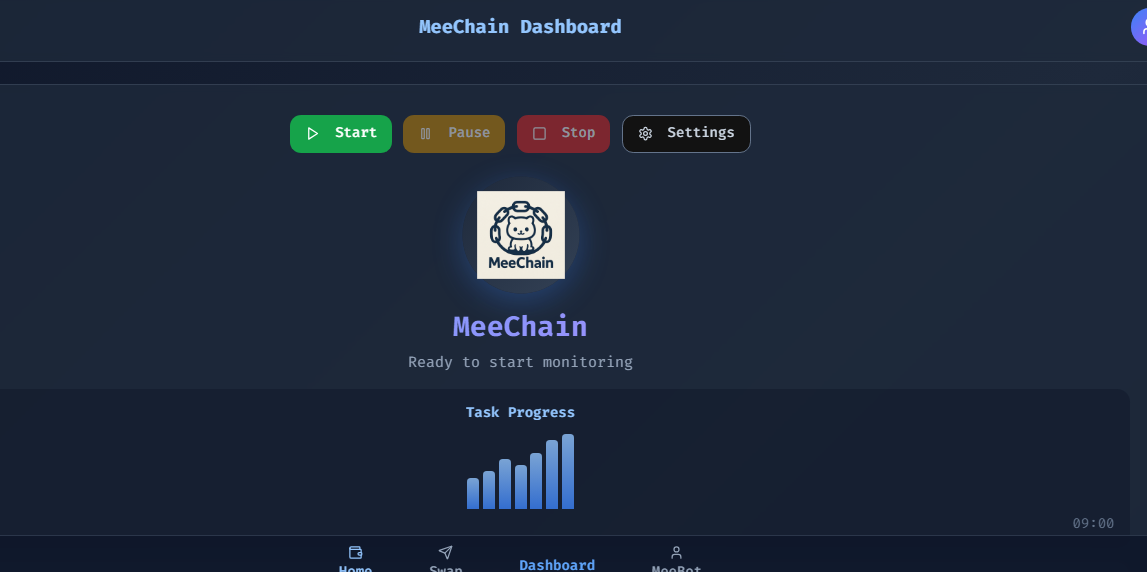 MeeChain Dashboard
Start
Pause
Stop
Settings
MeeChain
MeeChain
Ready to start monitoring
Task Progress
09:00
Home
Swap
Dashboard
MeeBot